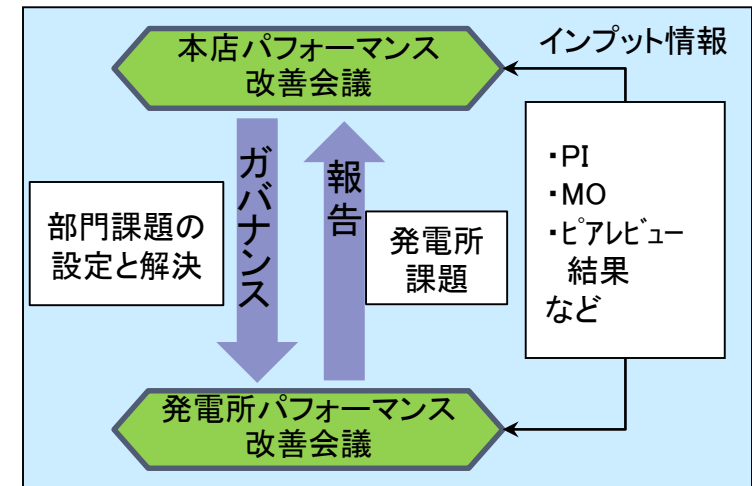 本店パフォーマンス
改善会議
インプット情報
ガバナンス
報告
部門課題の
設定と解決
発電所
課題
・PI
・MO
・ﾋﾟｱﾚﾋﾞｭｰ
結果
など
発電所パフォーマンス
改善会議